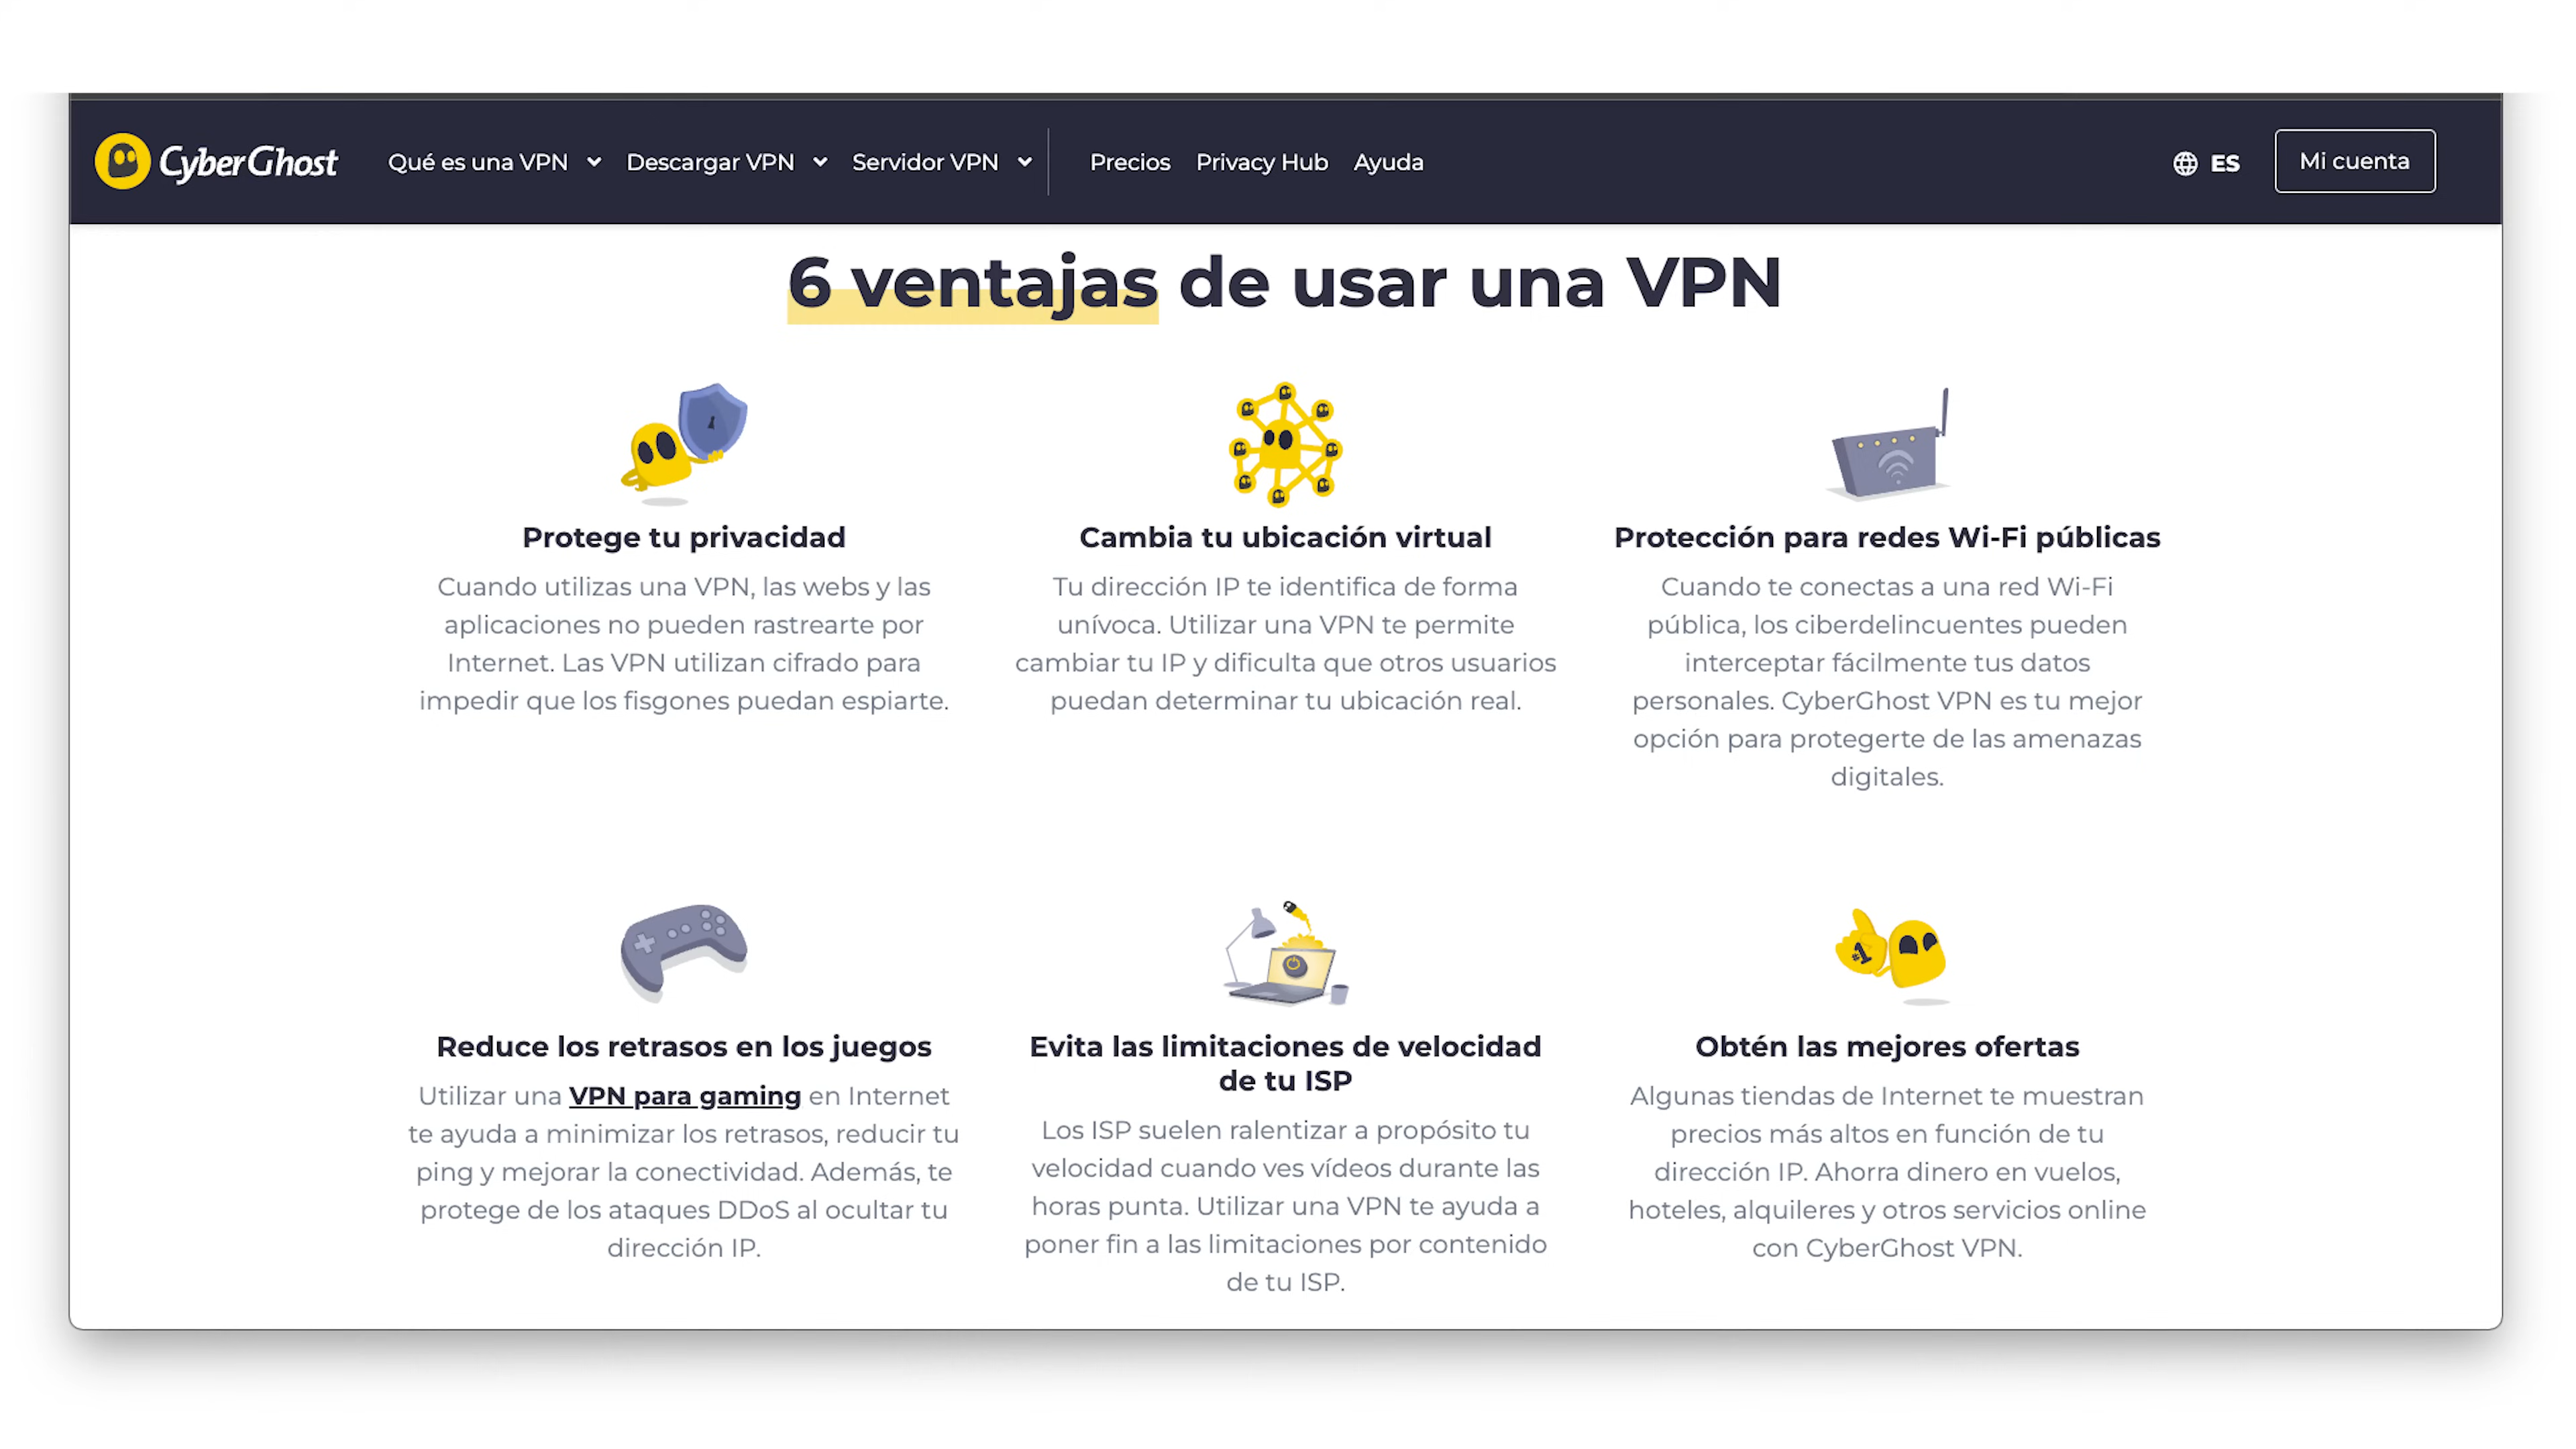 CyberGhost
Qué es una VPN
Descargar VPN
Servidor VPN
Precios
Privacy Hub
Ayuda
ES
Mi cuenta
6 ventajas de usar una VPN
Protege tu privacidad
Cuando utilizas una VPN, las webs y las
aplicaciones no pueden rastrearte por
Internet. Las VPN utilizan cifrado para
impedir que los fisgones puedan espiarte.
Cambia tu ubicación virtual
Tu dirección IP te identifica de forma
unívoca. Utilizar una VPN te permite
cambiar tu IP y dificulta que otros usuarios
puedan determinar tu ubicación real.
Protección para redes Wi-Fi públicas
Cuando te conectas a una red Wi-Fi
pública, los ciberdelincuentes pueden
interceptar fácilmente tus datos
personales. CyberGhost VPN es tu mejor
opción para protegerte de las amenazas
digitales.
Reduce los retrasos en los juegos
Utilizar una VPN para gaming en Internet
te ayuda a minimizar los retrasos, reducir tu
ping y mejorar la conectividad. Además, te
protege de los ataques DDoS al ocultar tu
dirección IP.
Evita las limitaciones de velocidad
de tu ISP
Los ISP suelen ralentizar a propósito tu
velocidad cuando ves vídeos durante las
horas punta. Utilizar una VPN te ayuda a
poner fin a las limitaciones por contenido
de tu ISP.
#1
Obtén las mejores ofertas
Algunas tiendas de Internet te muestran
precios más altos en función de tu
dirección IP. Ahorra dinero en vuelos,
hoteles, alquileres y otros servicios online
con CyberGhost VPN.